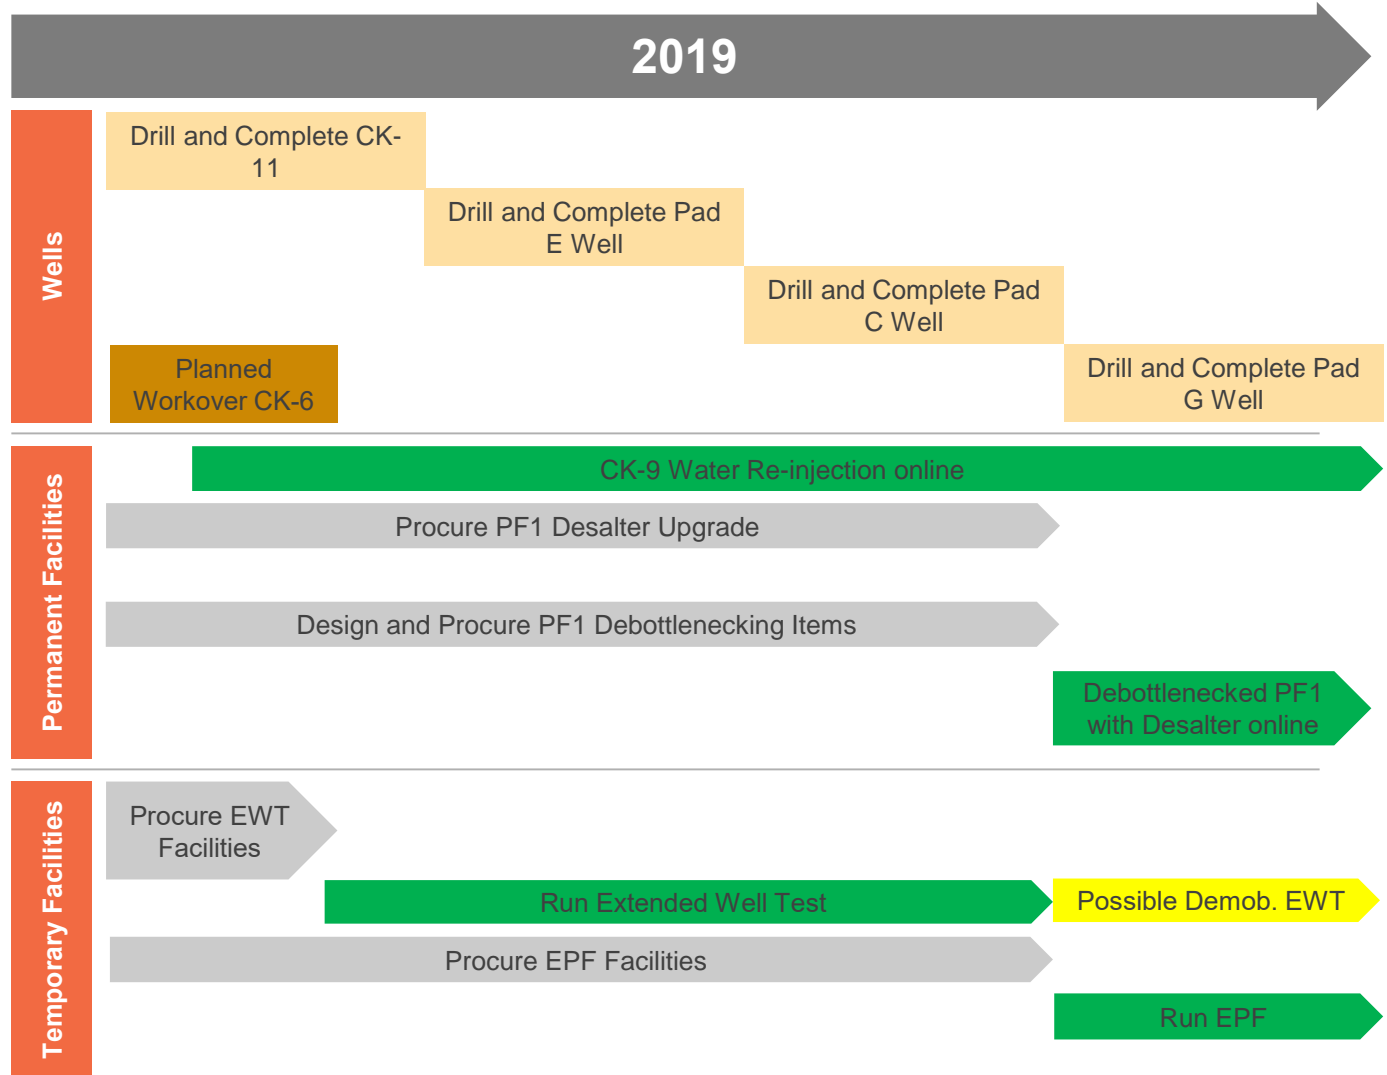 2019
Wells
Drill and Complete CK-
11
Drill and Complete Pad
E Well
Drill and Complete Pad
C Well
Drill and Complete Pad
G Well
Planned
Workover CK-6
Permanent Facilities
CK-9 Water Re-injection online
Procure PF1 Desalter Upgrade
Design and Procure PF1 Debottlenecking Items
Debottlenecked PF1
with Desalter online
Temporary Facilities
Procure EWT
Facilities
Run Extended Well Test
Possible Demob. EWT
Procure EPF Facilities
Run EPF